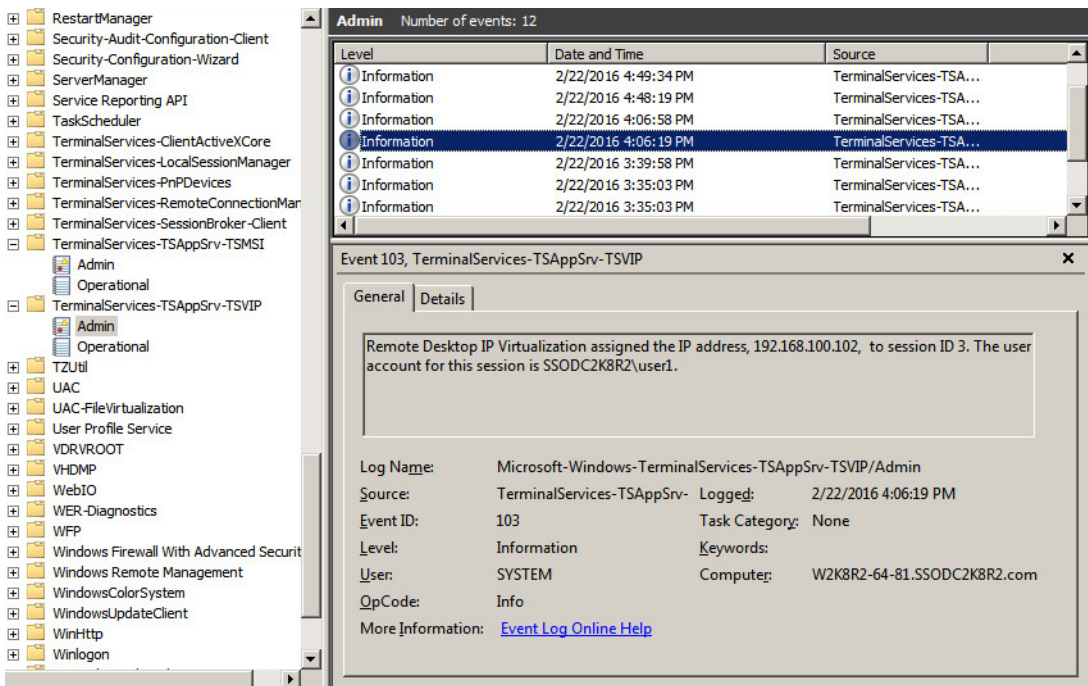 RestartManager
Security-Audit-Configuration-Client
Security-Configuration-Wizard
ServerManager
Service Reporting API
TaskScheduler
TerminalServices-ClientActiveXCore
TerminalServices-LocalSessionManager
TerminalServices-PnPDevices
TerminalServices-RemoteConnectionMan
TerminalServices-SessionBroker-Client
TerminalServices-TSAppSrv-TSMSI
Admin
Operational
TerminalServices-TSAppSrv-TSVIP
Admin
Operational
TZUtil
UAC
UAC-FileVirtualization
User Profile Service
VDRVROOT
VHDMP
WebIO
WER-Diagnostics
WFP
Windows Firewall With Advanced Securit
Windows Remote Management
WindowsColorSystem
WindowsUpdateClient
WinHttp
Winlogon
Admin Number of events: 12
Level Date and Time Source
Information 2/22/2016 4:49:34 PM TerminalServices-TSA...
Information 2/22/2016 4:48:19 PM TerminalServices-TSA...
Information 2/22/2016 4:06:58 PM TerminalServices-TSA...
Information 2/22/2016 4:06:19 PM TerminalServices-TSA...
Information 2/22/2016 3:39:58 PM TerminalServices-TSA...
Information 2/22/2016 3:35:03 PM TerminalServices-TSA...
Information 2/22/2016 3:35:03 PM TerminalServices-TSA...
Event 103, TerminalServices-TSAppSrv-TSVIP
General Details
Remote Desktop IP Virtualization assigned the IP address, 192.168.100.102, to session ID 3. The user
account for this session is SSODC2K8R2\user1.
Log Name: Microsoft-Windows-TerminalServices-TSAppSrv-TSVIP/Admin
Source: TerminalServices-TSAppSrv- Logged: 2/22/2016 4:06:19 PM
Event ID: 103 Task Category: None
Level: Information Keywords:
User: SYSTEM Computer: W2K8R2-64-81.SSODC2K8R2.com
OpCode: Info
More Information: Event Log Online Help